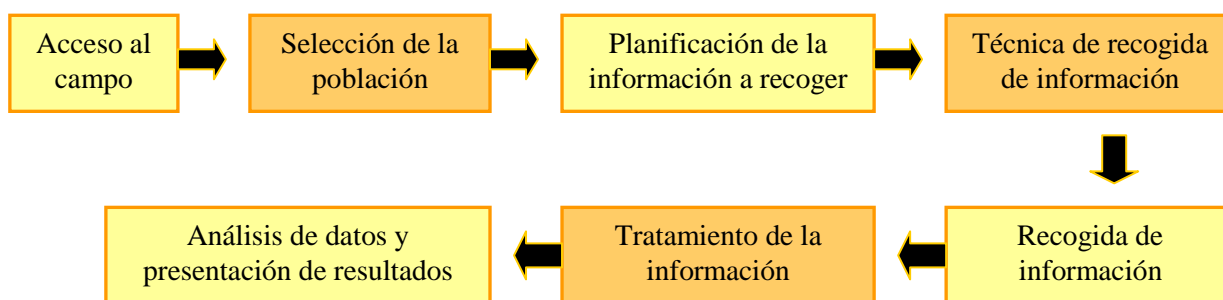 Acceso al
campo
Selección de la
población
Planificación de la
información a recoger
Técnica de recogida
de información
Recogida de
información
Tratamiento de la
información
Análisis de datos y
presentación de resultados